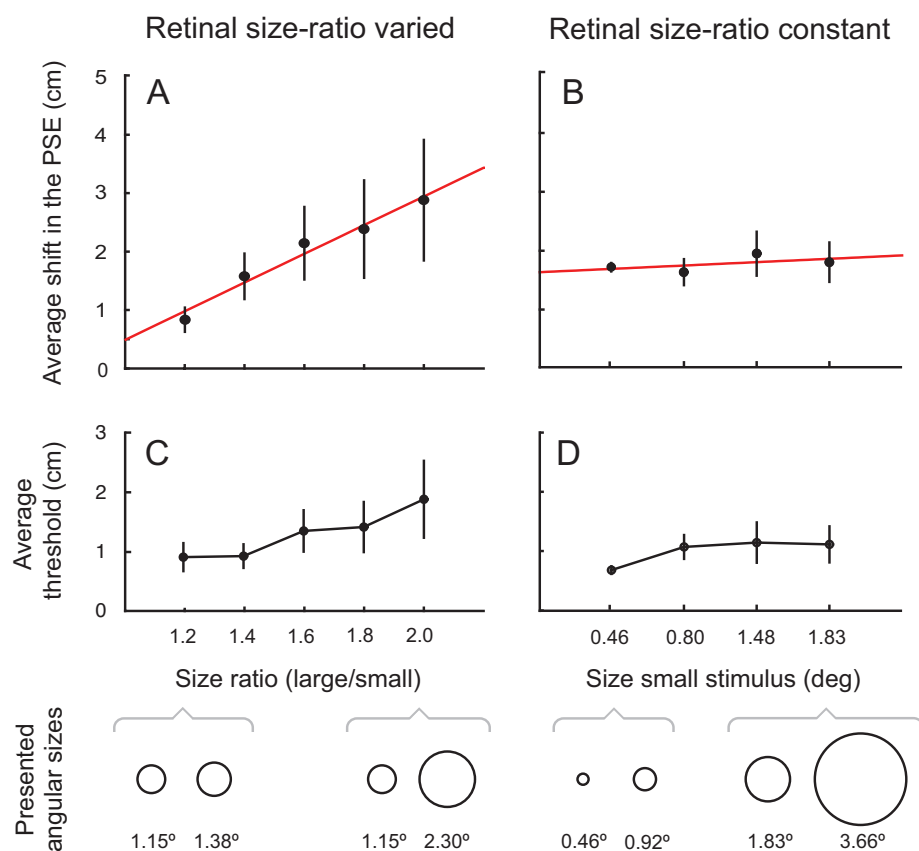 Retinal size-ratio varied
Retinal size-ratio constant
Average shift in the PSE (cm)
A
5
4
3
2
1
0
B
Average
threshold (cm)
C
3
2
1
0
D
1.2 1.4 1.6 1.8 2.0
Size ratio (large/small)
0.46 0.80 1.48 1.83
Size small stimulus (deg)
Presented
angular sizes
1.15º 1.38º
1.15º 2.30º
0.46º 0.92º
1.83º 3.66º